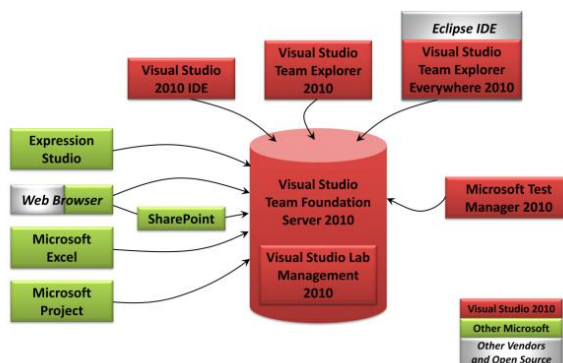 Eclipse IDE
Visual Studio
2010 IDE
Visual Studio
Team Explorer
2010
Visual Studio
Team Explorer
Everywhere 2010
Expression
Studio
Web Browser
SharePoint
Microsoft
Excel
Microsoft
Project
Visual Studio
Team Foundation
Server 2010
Visual Studio Lab
Management
2010
Microsoft Test
Manager 2010
Visual Studio 2010
Other Microsoft
Other Vendors
and Open Source